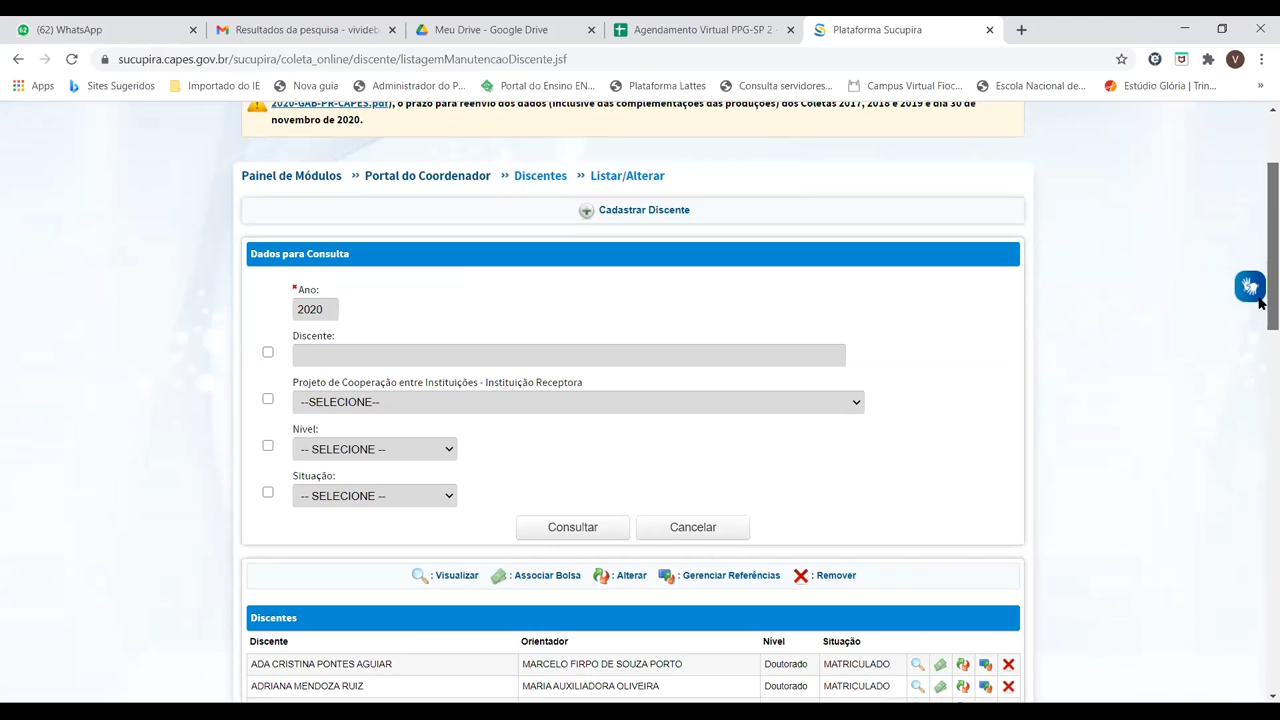 (62) WhatsApp
Resultados da pesquisa - vivideb
Meu Drive - Google Drive
Agendamento Virtual PPG-SP 2
Plataforma Sucupira
sucupira.capes.gov.br/sucupira/coleta_online/discente/listagemManutencaoDiscente.jsf
V
Apps
Sites Sugeridos
Importado do IE
Nova guia
Administrador do P...
Portal do Ensino EN...
Plataforma Lattes
Consulta servidores...
Campus Virtual Fioc...
Escola Nacional de...
Estúdio Glória | Trin...
2020-GAB-PR-CAPES.pdf), o prazo para reenvio dos dados (inclusive das complementações das produções) dos Coletas 2017, 2018 e 2019 é dia 30 de
novembro de 2020.
Painel de Módulos » Portal do Coordenador » Discentes » Listar/Alterar
Cadastrar Discente
Dados para Consulta
Ano:
2020
Discente:
Projeto de Cooperação entre Instituições - Instituição Receptora
--SELECIONE--
Nível:
-- SELECIONE --
Situação:
-- SELECIONE --
Consultar
Cancelar
: Visualizar : Associar Bolsa : Alterar : Gerenciar Referências : Remover
Discentes
Discente Orientador Nível Situação
ADA CRISTINA PONTES AGUIAR MARCELO FIRPO DE SOUZA PORTO Doutorado MATRICULADO
ADRIANA MENDOZA RUIZ MARIA AUXILIADORA OLIVEIRA Doutorado MATRICULADO